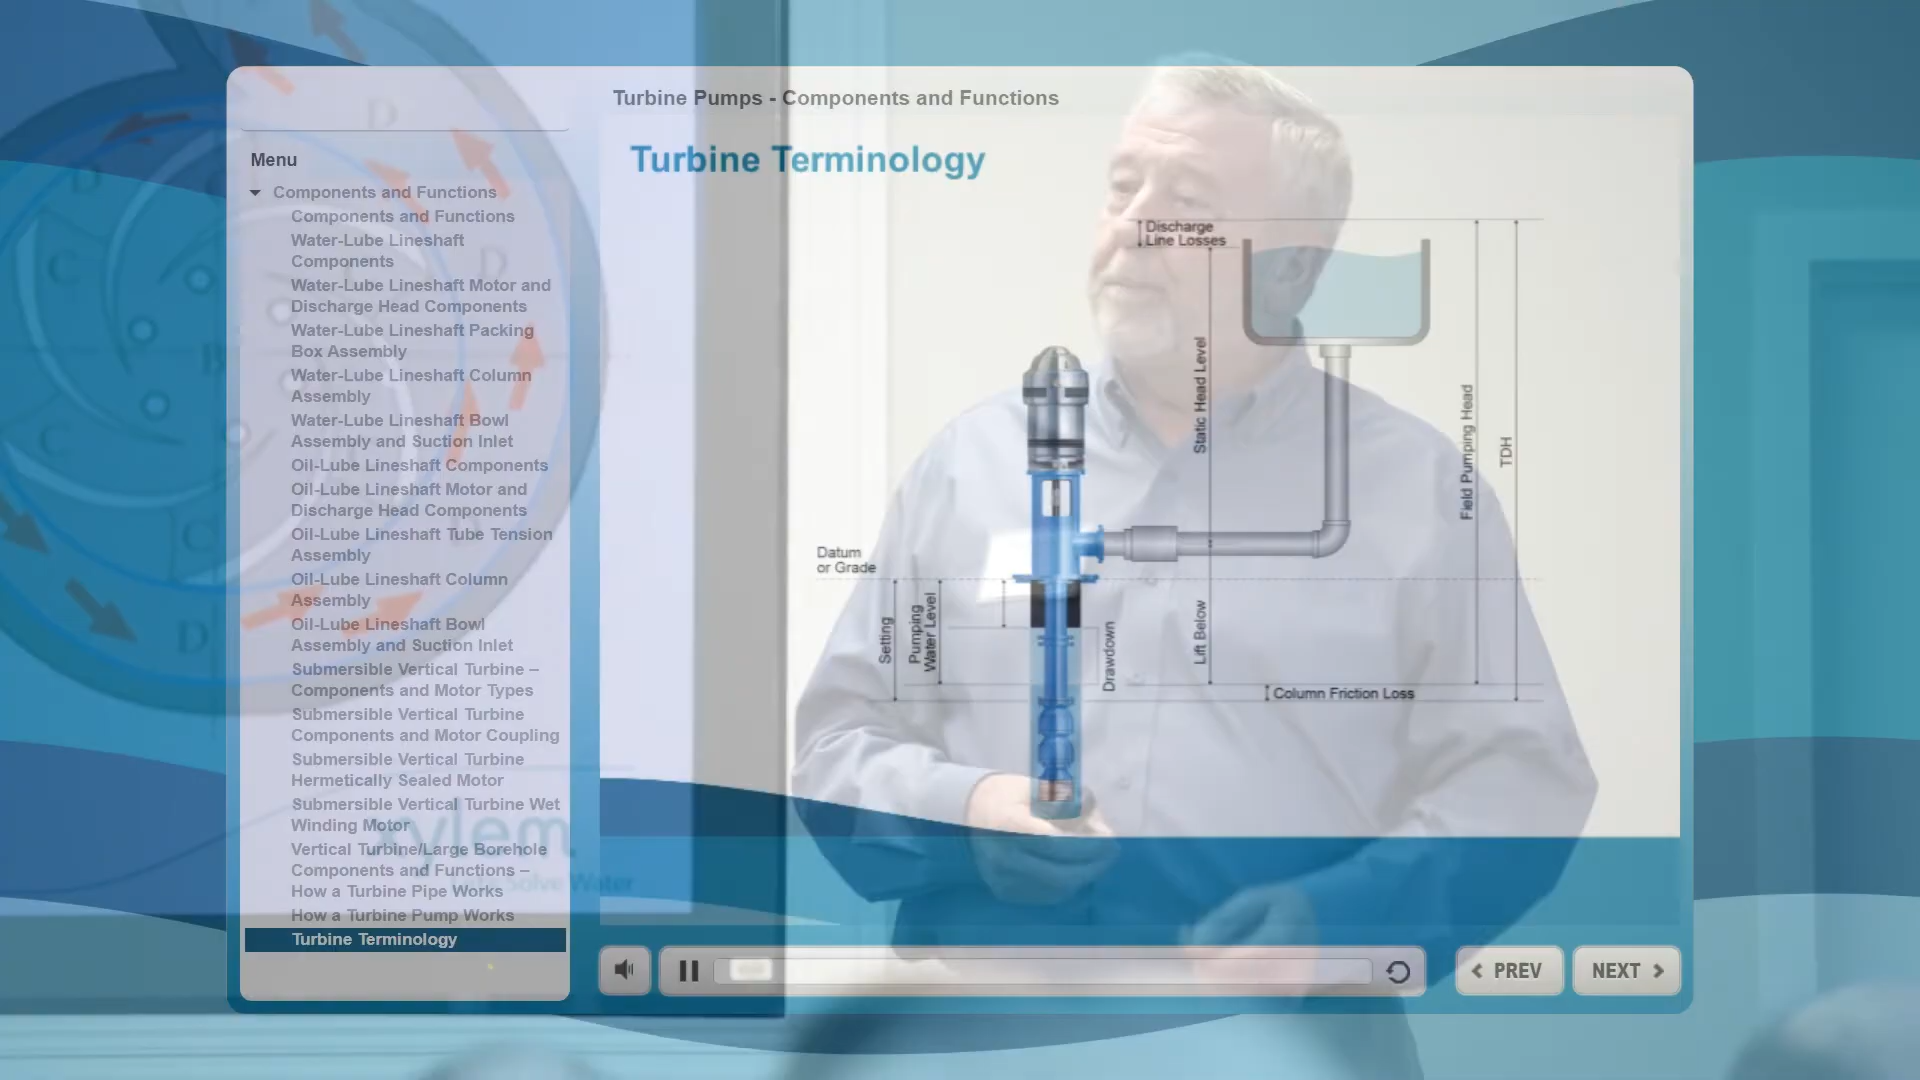 Turbine Pumps - Components and Functions
Menu
Components and Functions
Components and Functions
Water-Lube Lineshaft
Components
Water-Lube Lineshaft Motor and
Discharge Head Components
Water-Lube Lineshaft Packing
Box Assembly
Water-Lube Lineshaft Column
Assembly
Water-Lube Lineshaft Bowl
Assembly and Suction Inlet
Oil-Lube Lineshaft Components
Oil-Lube Lineshaft Motor and
Discharge Head Components
Oil-Lube Lineshaft Tube Tension
Assembly
Oil-Lube Lineshaft Column
Assembly
Oil-Lube Lineshaft Bowl
Assembly and Suction Inlet
Submersible Vertical Turbine –
Components and Motor Types
Submersible Vertical Turbine
Components and Motor Coupling
Submersible Vertical Turbine
Hermetically Sealed Motor
Submersible Vertical Turbine Wet
Winding Motor
Vertical Turbine/Large Borehole
Components and Functions –
How a Turbine Pipe Works
How a Turbine Pump Works
Turbine Terminology
Turbine Terminology
Discharge
Line Losses
Static Head Level
Field Pumping Head
TDH
Datum
or Grade
Setting
Pumping
Water Level
Drawdown
Lift Below
Column Friction Loss
PREV
NEXT
xylem
Let's Solve Water
D
D
D
C
C
C
B
D